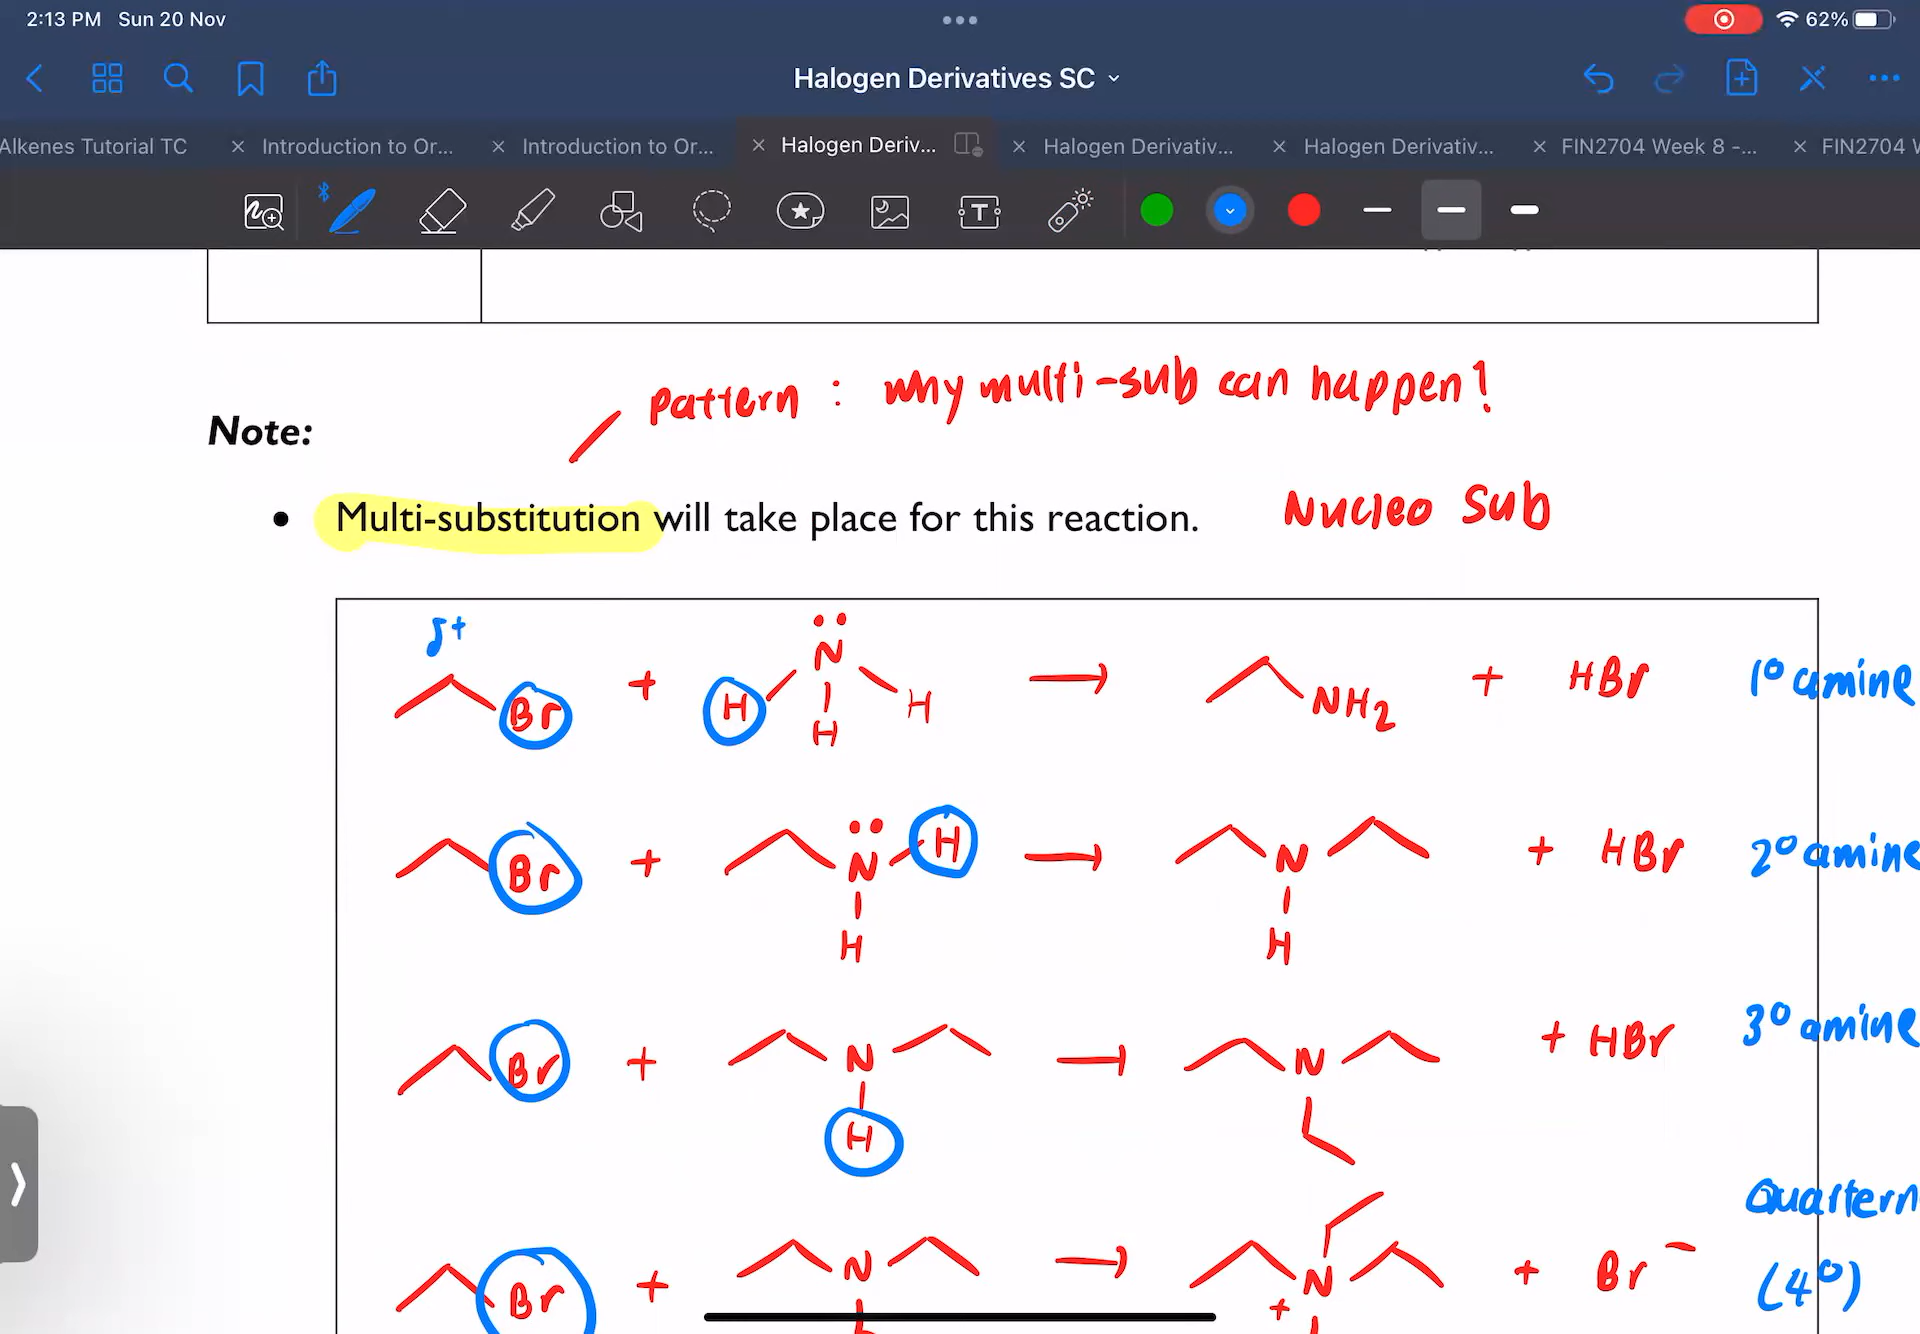 2:13 PM Sun 20 Nov
62%
Halogen Derivatives SC
Alkenes Tutorial TC
Introduction to Or...
Introduction to Or...
Halogen Deriv...
Halogen Derivativ...
Halogen Derivativ...
FIN2704 Week 8 -...
FIN2704 W
pattern : why multi-sub can happen!
Note:
• Multi-substitution will take place for this reaction.
Nucleo Sub
δ+
Br + H N H H → NH2 + HBr 1° amine
Br + N H H → N H + HBr 2° amine
Br + N H → N + HBr 3° amine
Quartern
Br + N → N+ + Br⁻ (4°)